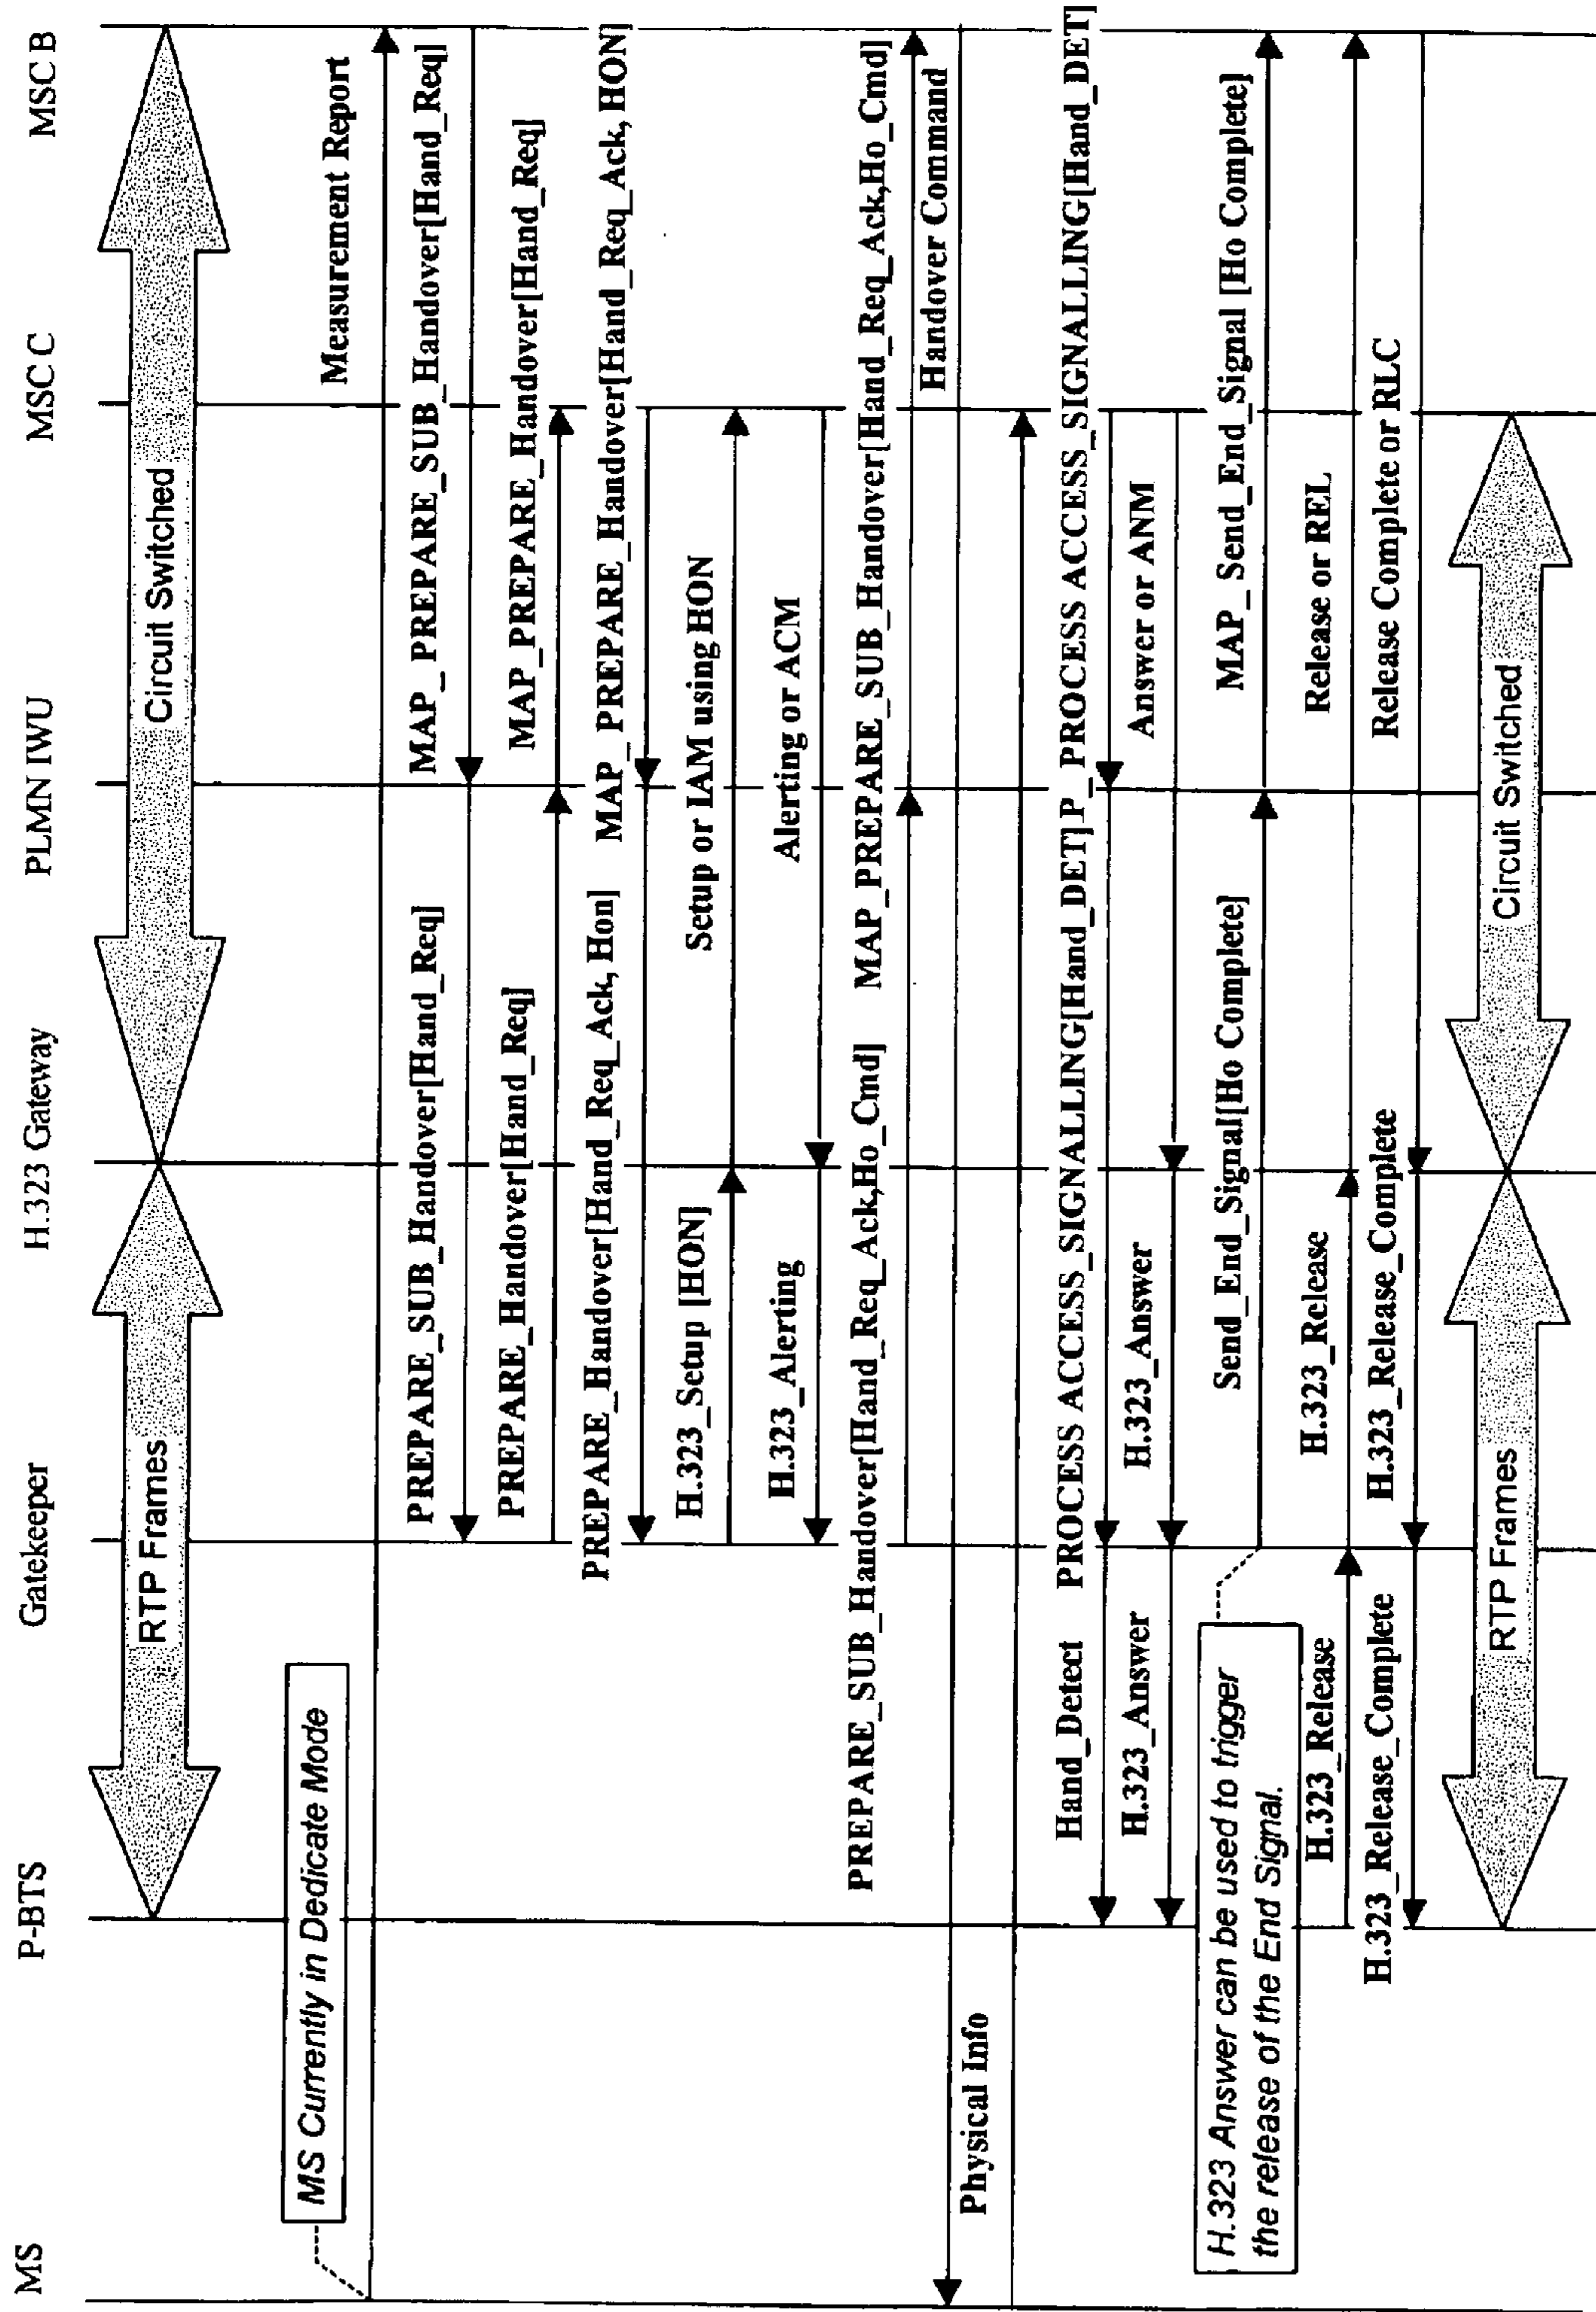 MS
P-BTS
Gatekeeper
H.323 Gateway
PLMN IWU
MSC C
MSC B
RTP Frames
Circuit Switched
MS Currently in Dedicate Mode
Measurement Report
PREPARE_SUB_Handover[Hand_Req]
MAP_PREPARE_SUB_Handover[Hand_Req]
PREPARE_Handover[Hand_Req]
MAP_PREPARE_Handover[Hand_Req]
PREPARE_Handover[Hand_Req_Ack, Hon]
MAP_PREPARE_Handover[Hand_Req_Ack, HON]
H.323_Setup [HON]
Setup or IAM using HON
H.323_Alerting
Alerting or ACM
PREPARE_SUB_Handover[Hand_Req_Ack,Ho_Cmd]
MAP_PREPARE_SUB_Handover[Hand_Req_Ack,Ho_Cmd]
Handover Command
Physical Info
Hand_Detect
PROCESS ACCESS_SIGNALLING[Hand_DET]
P_PROCESS ACCESS_SIGNALLING[Hand_DET]
H.323_Answer
H.323_Answer
Answer or ANM
H.323 Answer can be used to trigger
the release of the End Signal.
Send_End_Signal[Ho Complete]
MAP_Send_End_Signal [Ho Complete]
H.323_Release
H.323_Release
Release or REL
H.323_Release_Complete
H.323_Release_Complete
Release Complete or RLC
RTP Frames
Circuit Switched